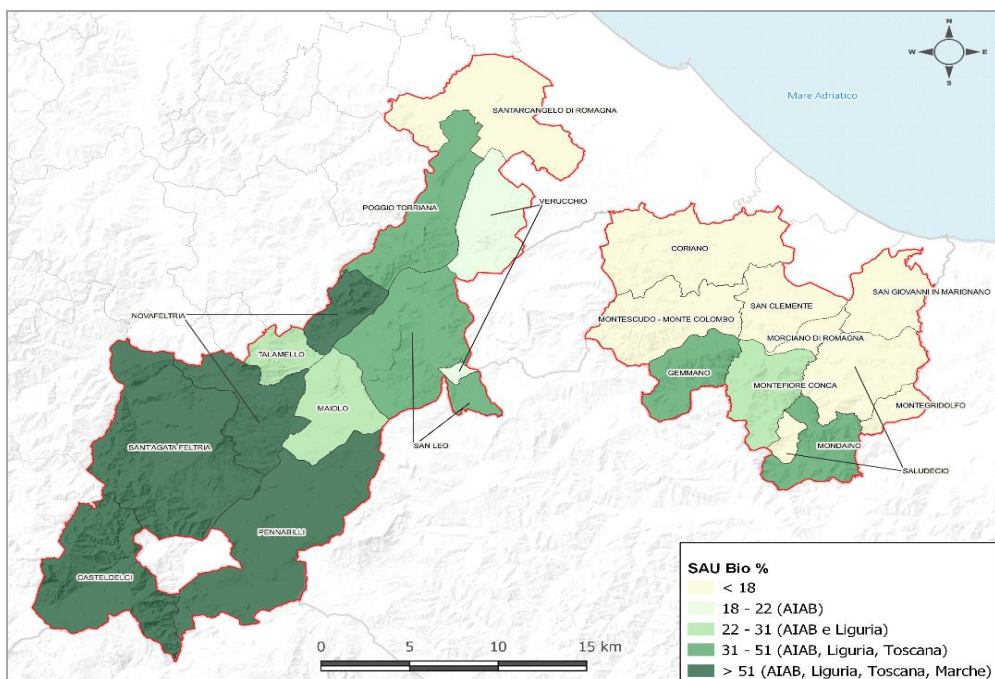 N
W E
S
Mare Adriatico
SANTARCANGELO DI ROMAGNA
POGGIO TORRIANA
VERUCCHIO
CORIANO
SAN GIOVANNI IN MARIGNANO
SAN CLEMENTE
NOVAFELTRIA
MONTESCUDO - MONTE COLOMBO
MORCIANO DI ROMAGNA
TALAMELLO
GEMMANO
MONTEFIORE CONCA
MAIOLO
MONTEGRIDOLFO
SANT'AGATA FELTRIA
SAN LEO
MONDAINO
SALUDECIO
PENNABILLI
CASTELDELCI
SAU Bio %
< 18
18 - 22 (AIAB)
22 - 31 (AIAB e Liguria)
31 - 51 (AIAB, Liguria, Toscana)
> 51 (AIAB, Liguria, Toscana, Marche)
0 5 10 15 km